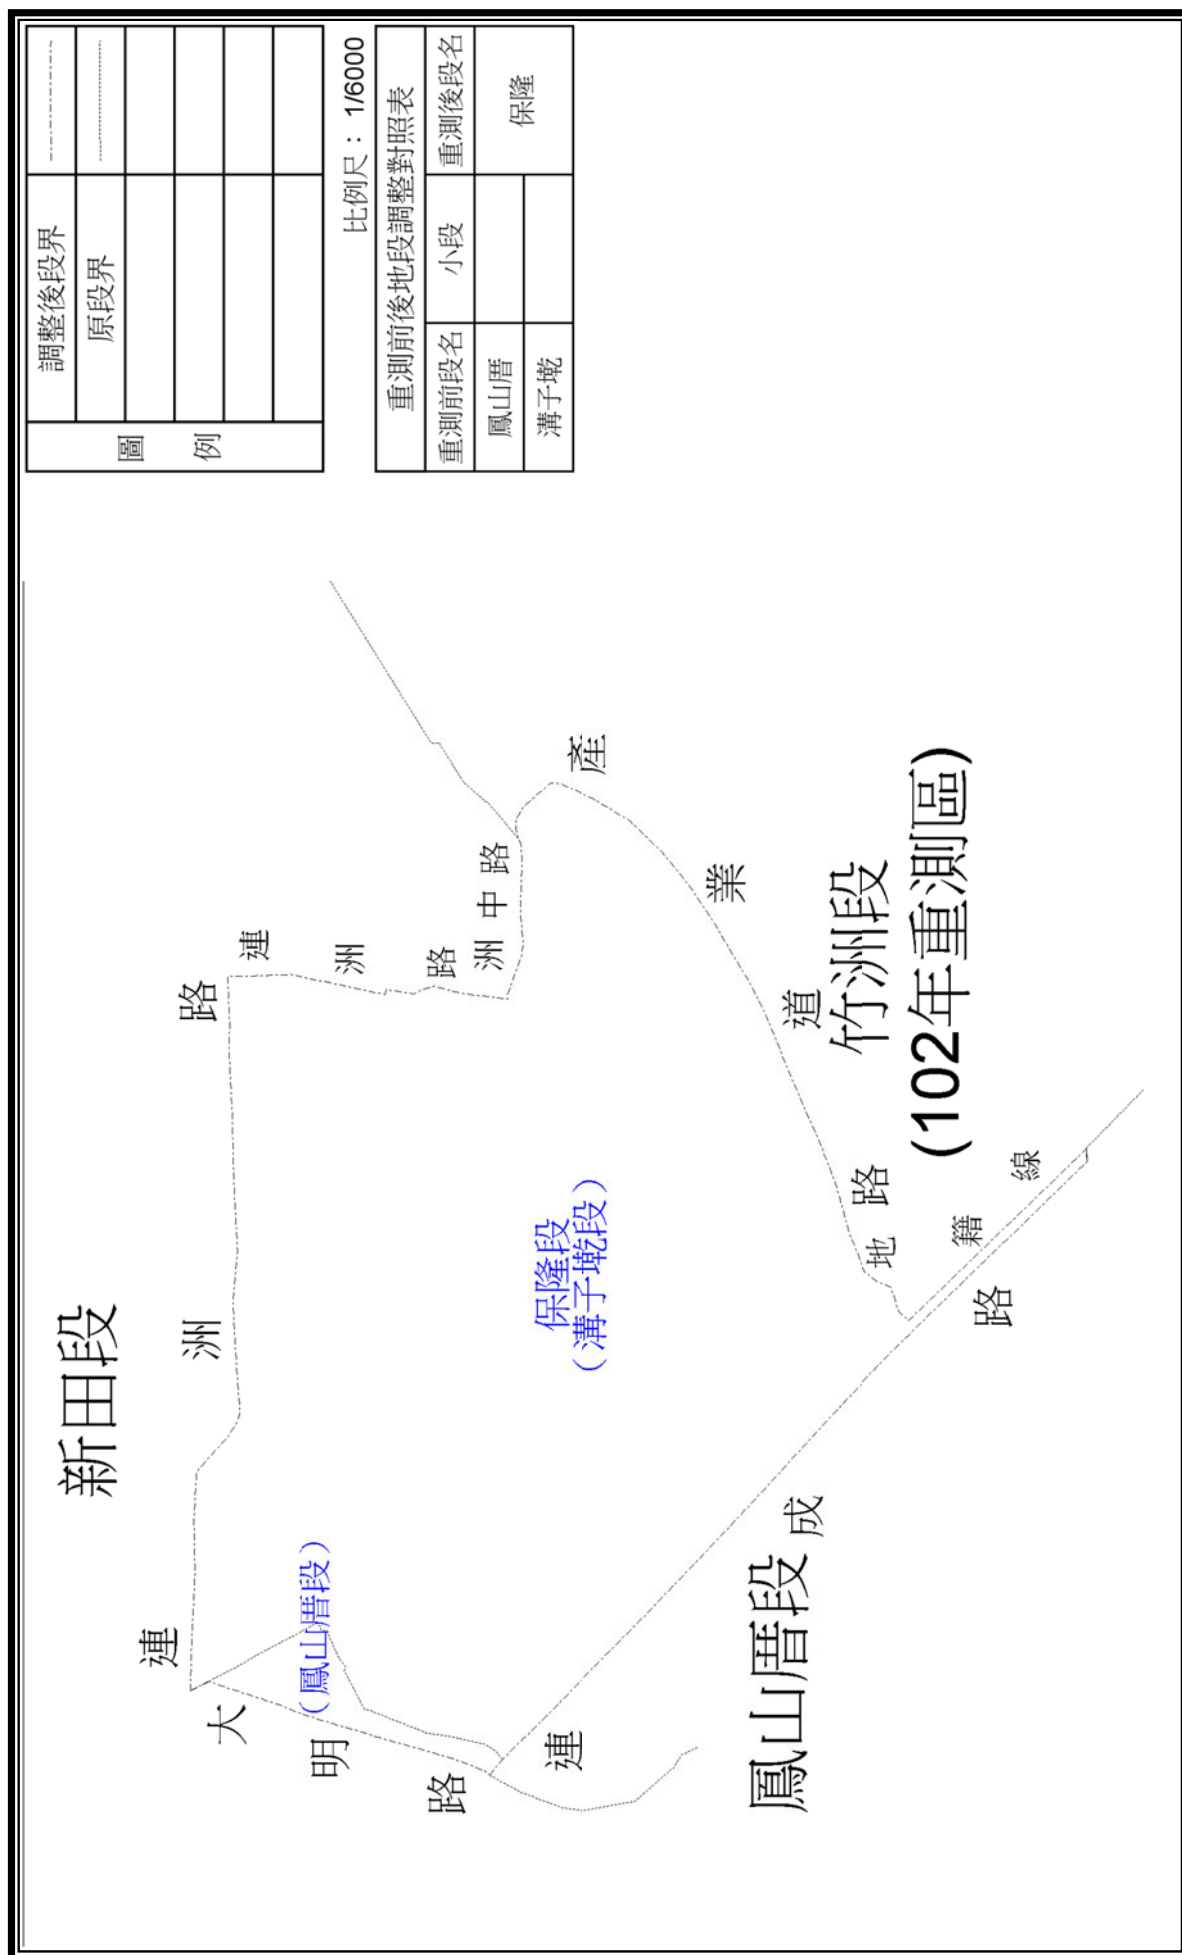 新田段
連 洲 路
連 洲 路
洲 中 路
產 業 道 路
竹洲段
(102年重測區)
地 籍 線
保隆段
(溝子墘段)
(鳳山厝段)
大 明 路
連 成 路
鳳山厝段
圖 例
調整後段界
原段界
比例尺：1/6000
重測前後地段調整對照表
重測前段名 小段 重測後段名
鳳山厝 保隆
溝子墘